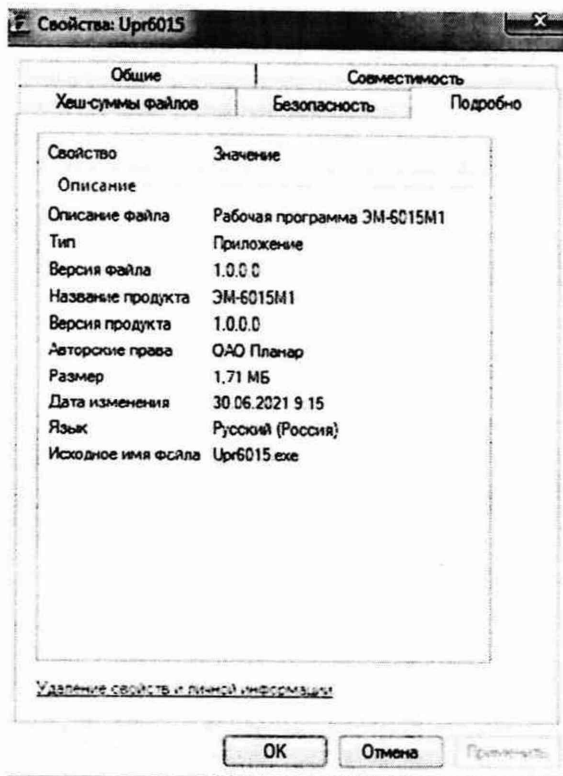 Свойства: Upr6015
Общие
Совместимость
Хеш-суммы файлов
Безопасность
Подробно
Свойство Значение
Описание
Описание файла Рабочая программа ЭМ-6015М1
Тип Приложение
Версия файла 1.0.0.0
Название продукта ЭМ-6015М1
Версия продукта 1.0.0.0
Авторские права ОАО Планар
Размер 1,71 МБ
Дата изменения 30.06.2021 9:15
Язык Русский (Россия)
Исходное имя файла Upr6015.exe
Удаление свойств и личной информации
ОК
Отмена
Применить